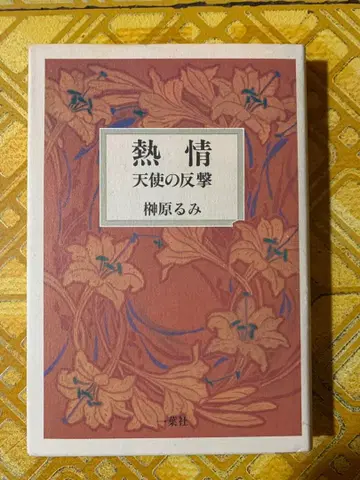 熱情
天使の反撃
榊原るみ
一葉社